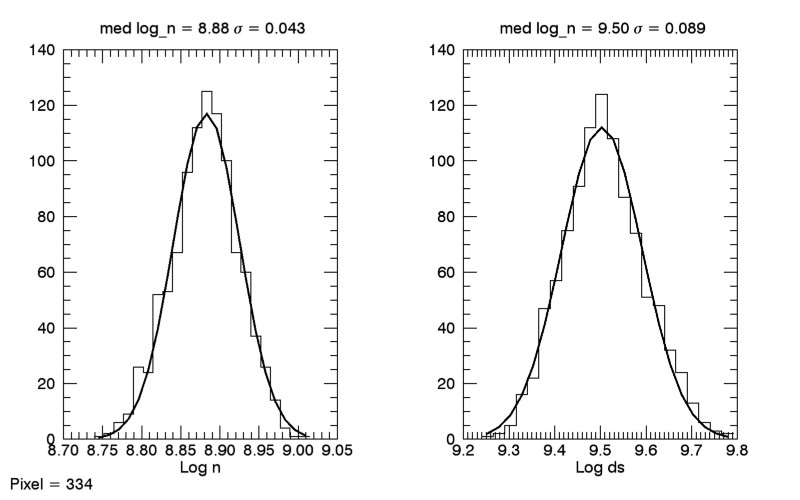 med log_n = 8.88 σ = 0.043
140
120
100
80
60
40
20
0
8.70 8.75 8.80 8.85 8.90 8.95 9.00 9.05
Log n
med log_n = 9.50 σ = 0.089
140
120
100
80
60
40
20
0
9.2 9.3 9.4 9.5 9.6 9.7 9.8
Log ds
Pixel = 334